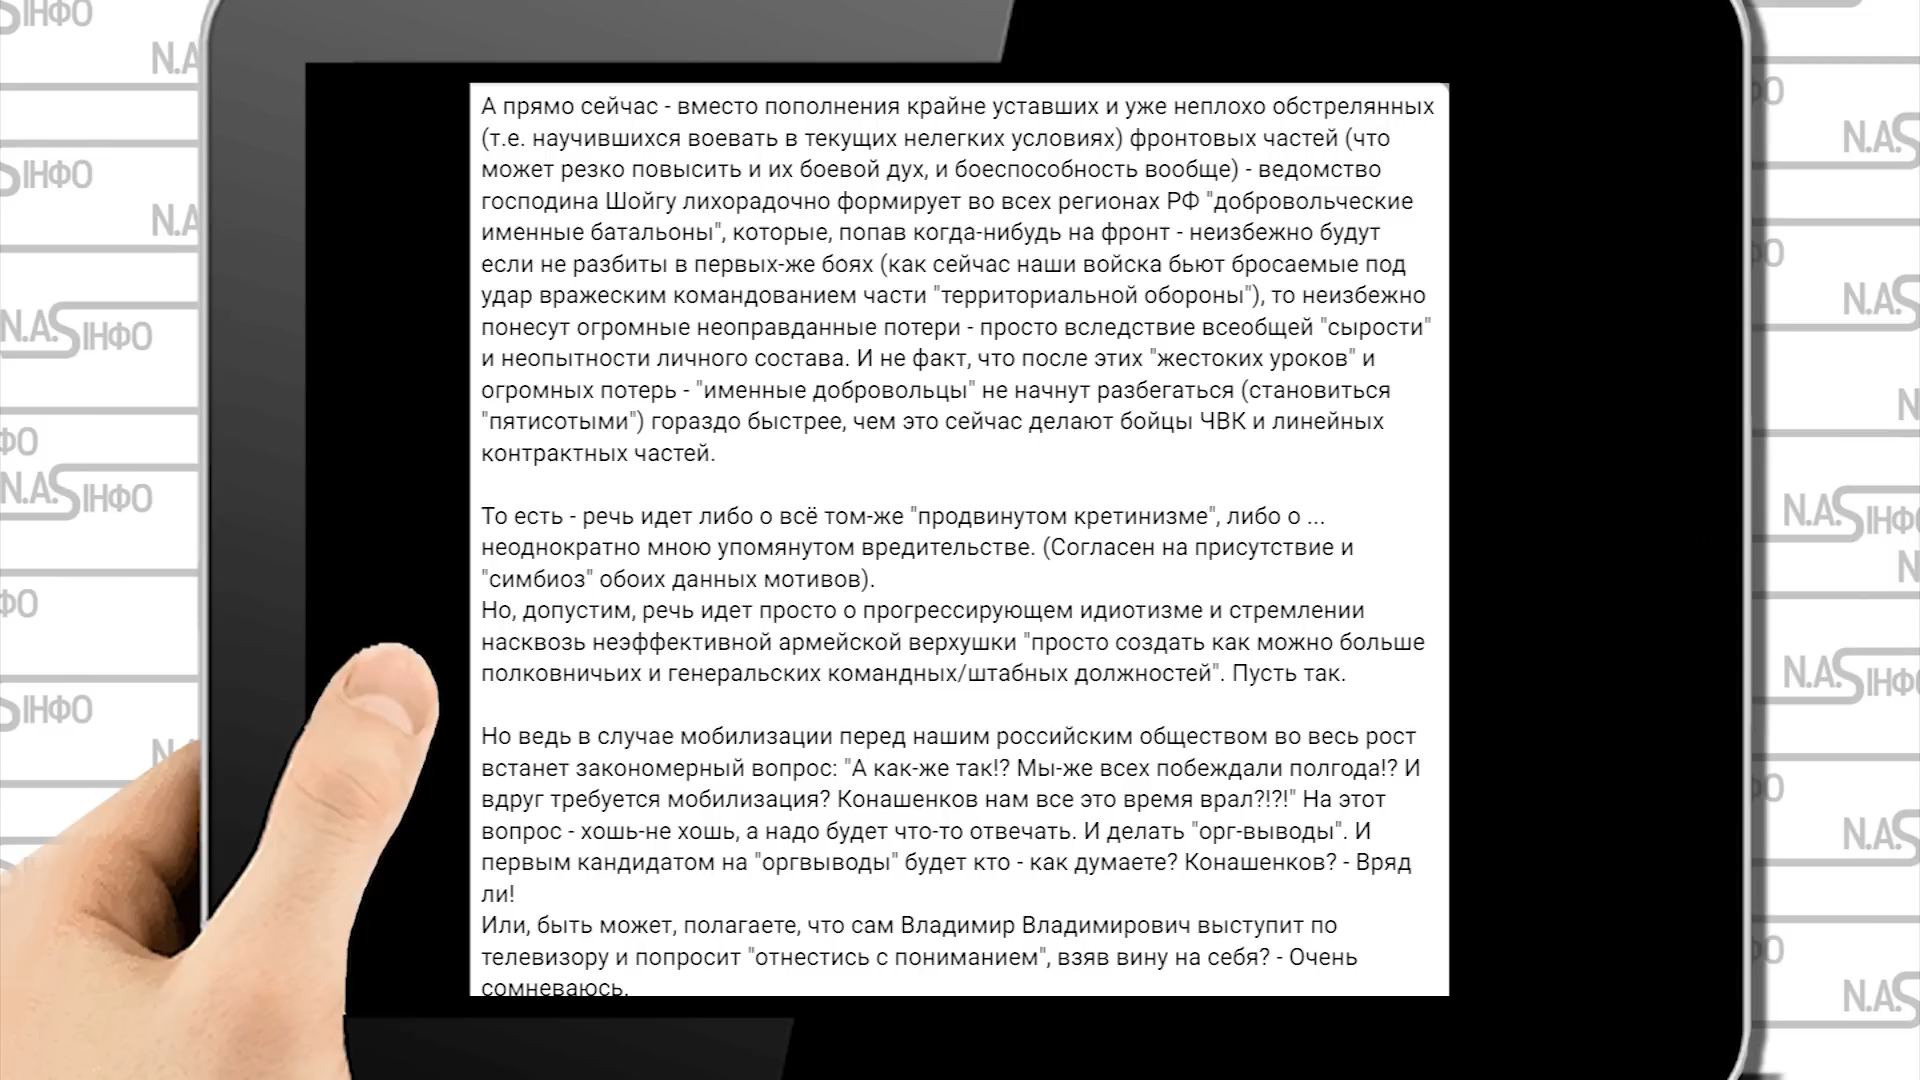 А прямо сейчас - вместо пополнения крайне уставших и уже неплохо обстрелянных
(т.е. научившихся воевать в текущих нелегких условиях) фронтовых частей (что
может резко повысить и их боевой дух, и боеспособность вообще) - ведомство
господина Шойгу лихорадочно формирует во всех регионах РФ "добровольческие
именные батальоны", которые, попав когда-нибудь на фронт - неизбежно будут
если не разбиты в первых-же боях (как сейчас наши войска бьют бросаемые под
удар вражеским командованием части "территориальной обороны"), то неизбежно
понесут огромные неоправданные потери - просто вследствие всеобщей "сырости"
и неопытности личного состава. И не факт, что после этих "жестоких уроков" и
огромных потерь - "именные добровольцы" не начнут разбегаться (становиться
"пятисотыми") гораздо быстрее, чем это сейчас делают бойцы ЧВК и линейных
контрактных частей.
То есть - речь идет либо о всё том-же "продвинутом кретинизме", либо о ...
неоднократно мною упомянутом вредительстве. (Согласен на присутствие и
"симбиоз" обоих данных мотивов).
Но, допустим, речь идет просто о прогрессирующем идиотизме и стремлении
насквозь неэффективной армейской верхушки "просто создать как можно больше
полковничьих и генеральских командных/штабных должностей". Пусть так.
Но ведь в случае мобилизации перед нашим российским обществом во весь рост
встанет закономерный вопрос: "А как-же так!? Мы-же всех побеждали полгода!? И
вдруг требуется мобилизация? Конашенков нам все это время врал?!?!" На этот
вопрос - хошь-не хошь, а надо будет что-то отвечать. И делать "орг-выводы". И
первым кандидатом на "оргвыводы" будет кто - как думаете? Конашенков? - Вряд
ли!
Или, быть может, полагаете, что сам Владимир Владимирович выступит по
телевизору и попросит "отнестись с пониманием", взяв вину на себя? - Очень
сомневаюсь.
N.A.SІНФО
N.A.SІНФО
N.A.SІНФО
N.A.SІНФО